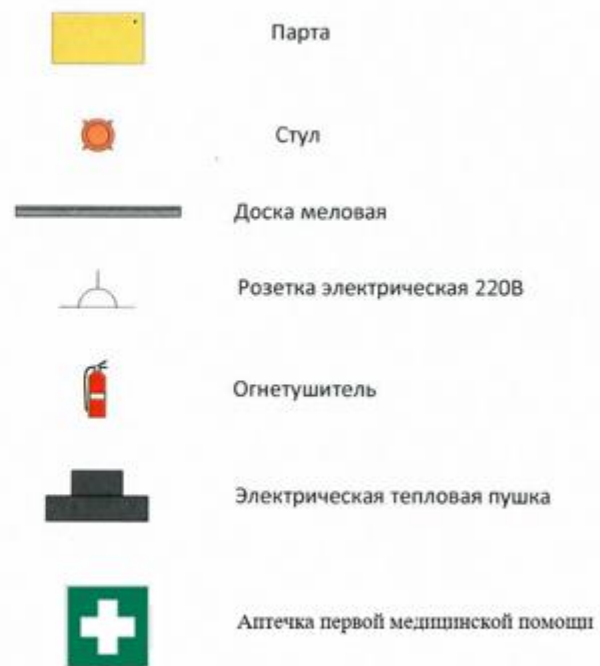 Парта
Стул
Доска меловая
Розетка электрическая 220В
Огнетушитель
Электрическая тепловая пушка
Аптечка первой медицинской помощи